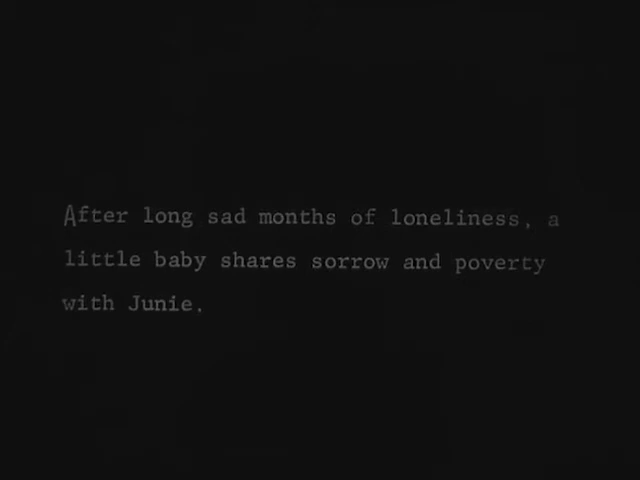 After long sad months of loneliness, a
little baby shares sorrow and poverty
with Junie.